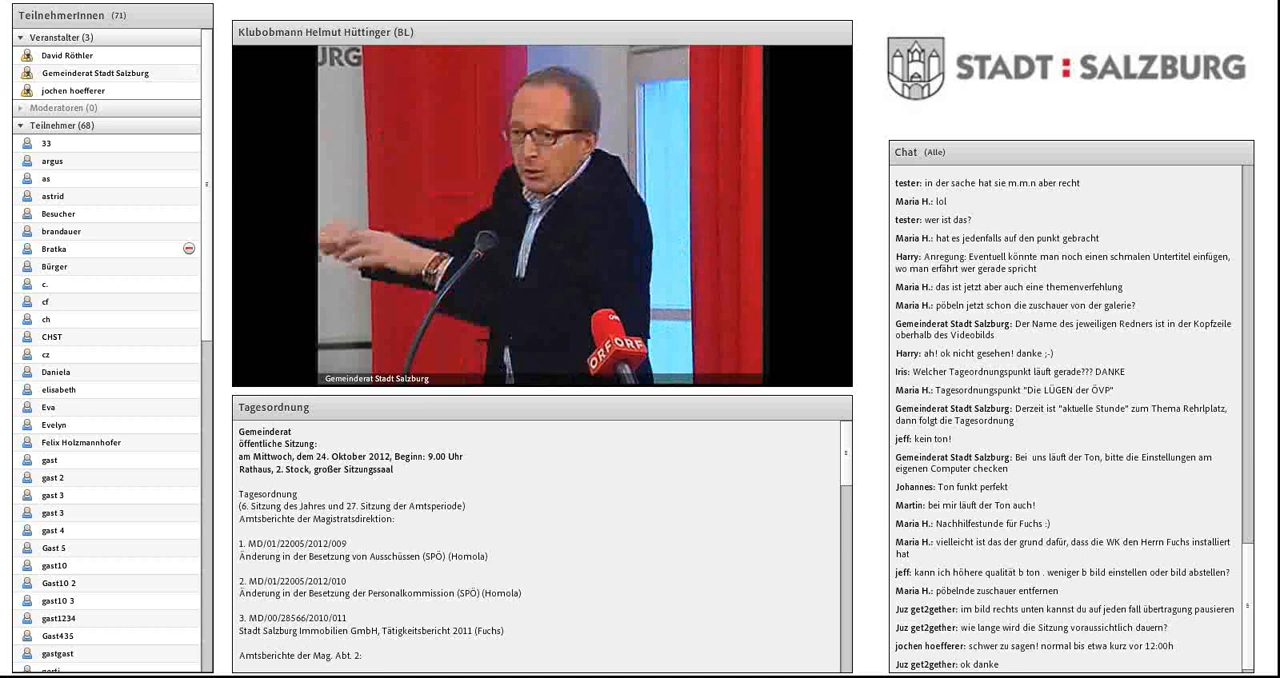 TeilnehmerInnen (71)
Veranstalter (3)
David Röthler
Gemeinderat Stadt Salzburg
jochen hoefferer
Moderatoren (0)
Teilnehmer (68)
33
argus
as
astrid
Besucher
brandauer
Bratka
Bürger
c.
cf
ch
CHST
cz
Daniela
elisabeth
Eva
Evelyn
Felix Holzmannhofer
gast
gast 2
gast 3
gast 3
gast 4
Gast 5
gast10
Gast10 2
gast10 3
gast1234
Gast435
gastgast
Klubobmann Helmut Hüttinger (BL)
URG
ORF ORF
Gemeinderat Stadt Salzburg
Tagesordnung
Gemeinderat
öffentliche Sitzung:
am Mittwoch, dem 24. Oktober 2012, Beginn: 9.00 Uhr
Rathaus, 2. Stock, großer Sitzungssaal
Tagesordnung
(6. Sitzung des Jahres und 27. Sitzung der Amtsperiode)
Amtsberichte der Magistratsdirektion:
1. MD/01/22005/2012/009
Änderung in der Besetzung von Ausschüssen (SPÖ) (Homola)
2. MD/01/22005/2012/010
Änderung in der Besetzung der Personalkommission (SPÖ) (Homola)
3. MD/00/28566/2010/011
Stadt Salzburg Immobilien GmbH, Tätigkeitsbericht 2011 (Fuchs)
Amtsberichte der Mag. Abt. 2:
STADT : SALZBURG
Chat (Alle)
tester: in der sache hat sie m.m.n aber recht
Maria H.: lol
tester: wer ist das?
Maria H.: hat es jedenfalls auf den punkt gebracht
Harry: Anregung: Eventuell könnte man noch einen schmalen Untertitel einfügen,
wo man erfährt wer gerade spricht
Maria H.: das ist jetzt aber auch eine themenverfehlung
Maria H.: pöbeln jetzt schon die zuschauer von der galerie?
Gemeinderat Stadt Salzburg: Der Name des jeweiligen Redners ist in der Kopfzeile
oberhalb des Videobilds
Harry: ah! ok nicht gesehen! danke ;-)
Iris: Welcher Tageordnungspunkt läuft gerade??? DANKE
Maria H.: Tagesordnungspunkt "Die LÜGEN der ÖVP"
Gemeinderat Stadt Salzburg: Derzeit ist "aktuelle Stunde" zum Thema Rehrlplatz,
dann folgt die Tagesordnung
jeff: kein ton!
Gemeinderat Stadt Salzburg: Bei uns läuft der Ton, bitte die Einstellungen am
eigenen Computer checken
Johannes: Ton funkt perfekt
Martin: bei mir läuft der Ton auch!
Maria H.: Nachhilfestunde für Fuchs :)
Maria H.: vielleicht ist das der grund dafür, dass die WK den Herrn Fuchs installiert
hat
jeff: kann ich höhere qualität b ton . weniger b bild einstellen oder bild abstellen?
Maria H.: pöbelnde zuschauer entfernen
Juz get2gether: im bild rechts unten kannst du auf jeden fall übertragung pausieren
Juz get2gether: wie lange wird die Sitzung voraussichtlich dauern?
jochen hoefferer: schwer zu sagen! normal bis etwa kurz vor 12:00h
Juz get2gether: ok danke